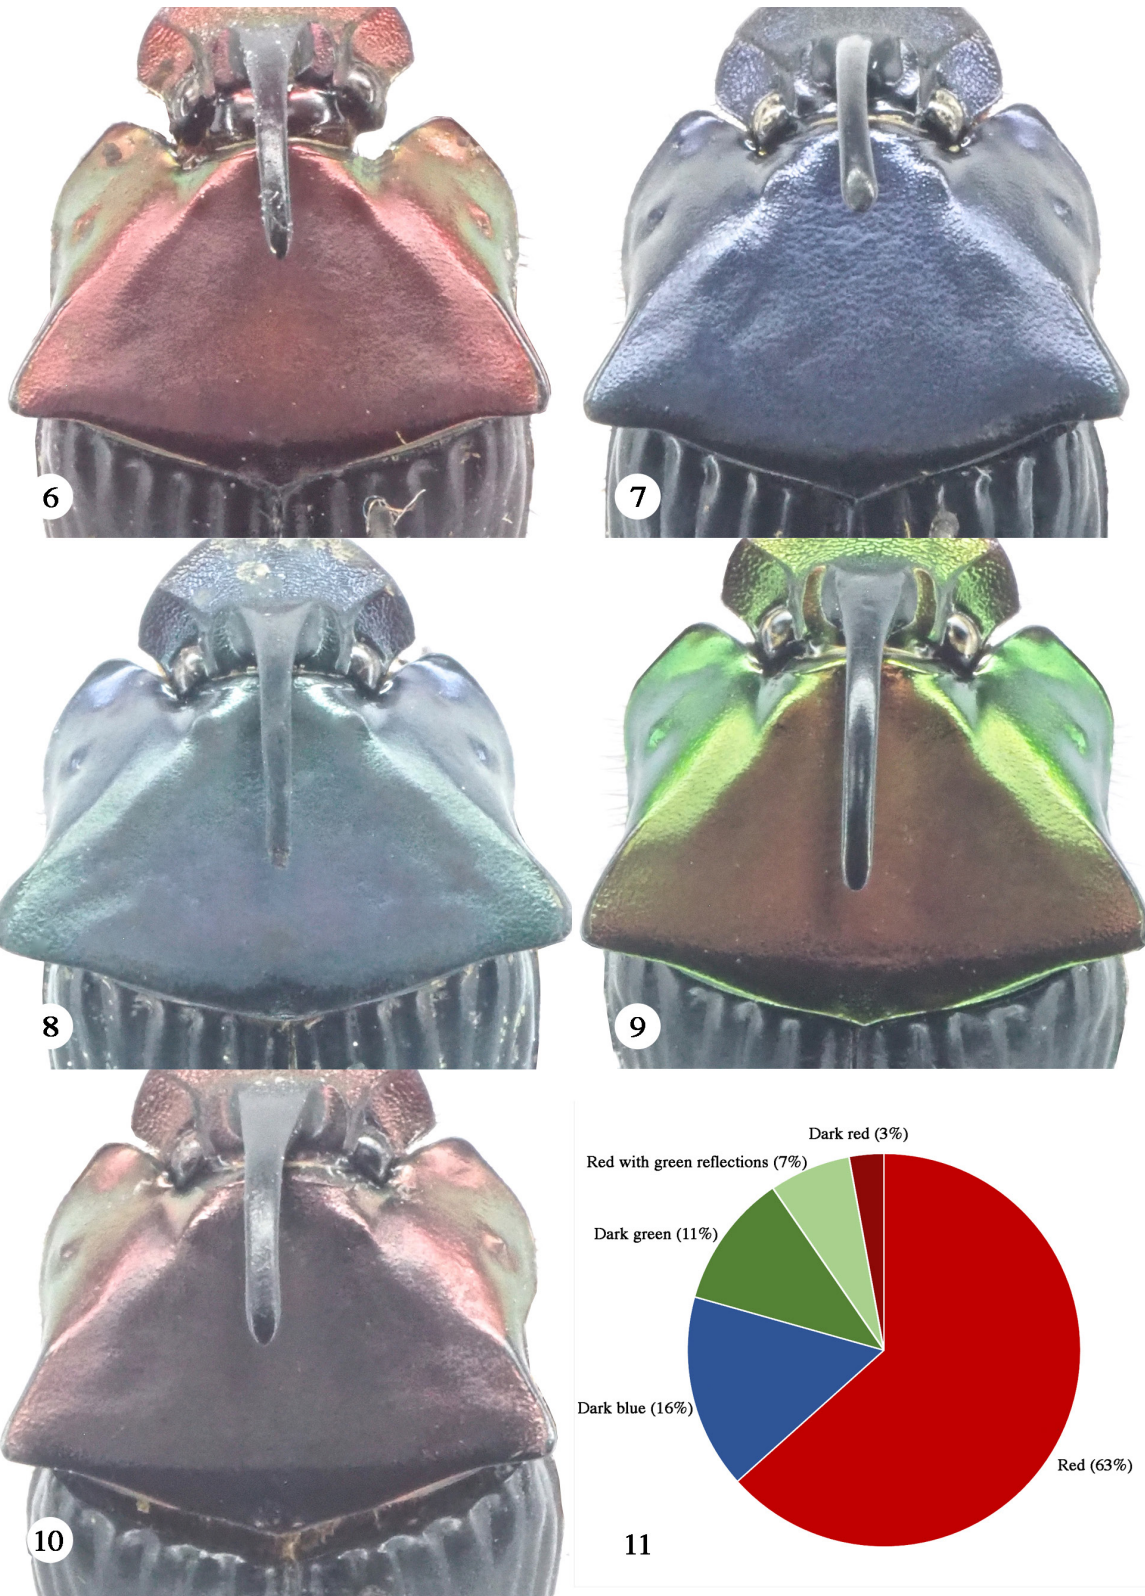 6
7
8
9
10
Dark red (3%)
Red with green reflections (7%)
Dark green (11%)
Dark blue (16%)
Red (63%)
11